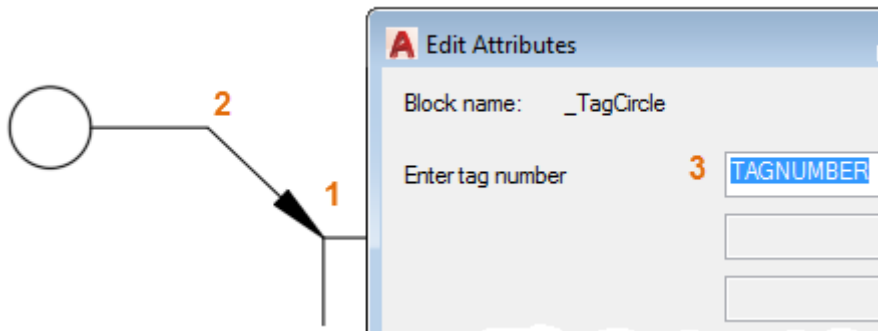 Edit Attributes
Block name: _TagCircle
2
Enter tag number 3 TAGNUMBER
1